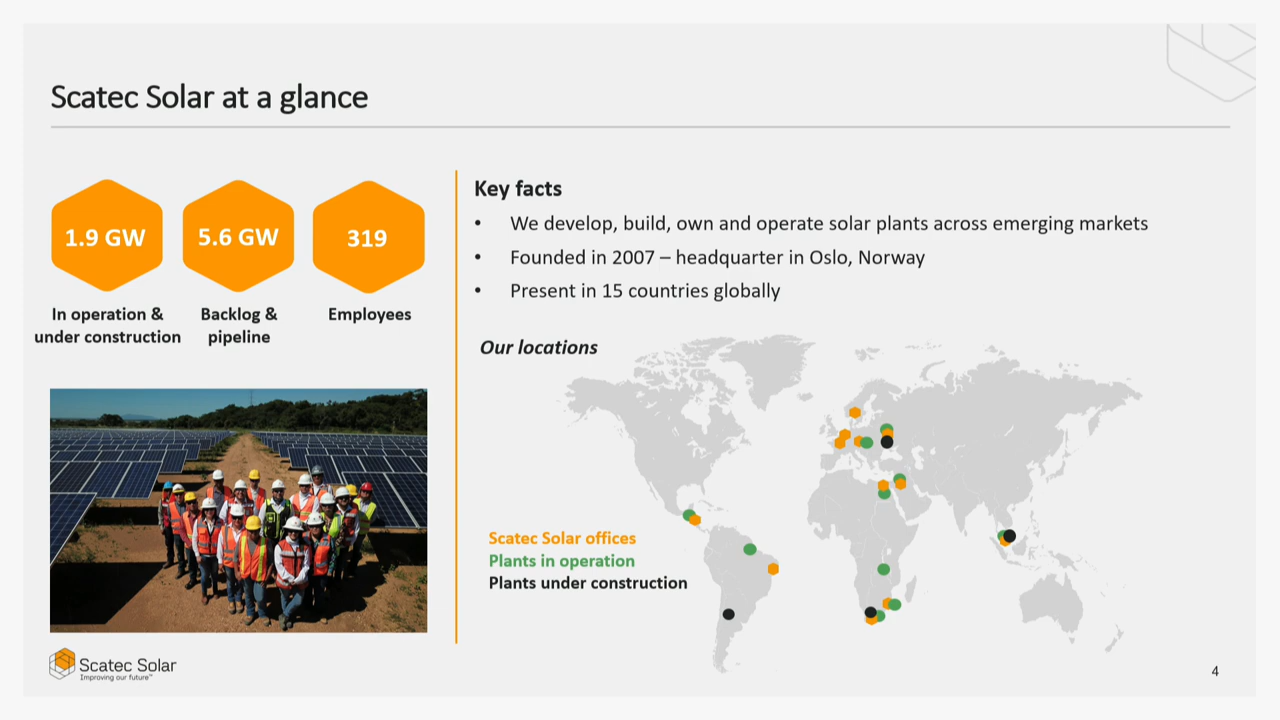 Scatec Solar at a glance
1.9 GW
5.6 GW
319
In operation &
under construction
Backlog &
pipeline
Employees
Key facts
• We develop, build, own and operate solar plants across emerging markets
• Founded in 2007 – headquarter in Oslo, Norway
• Present in 15 countries globally
Our locations
Scatec Solar offices
Plants in operation
Plants under construction
Scatec Solar
Improving our future™
4